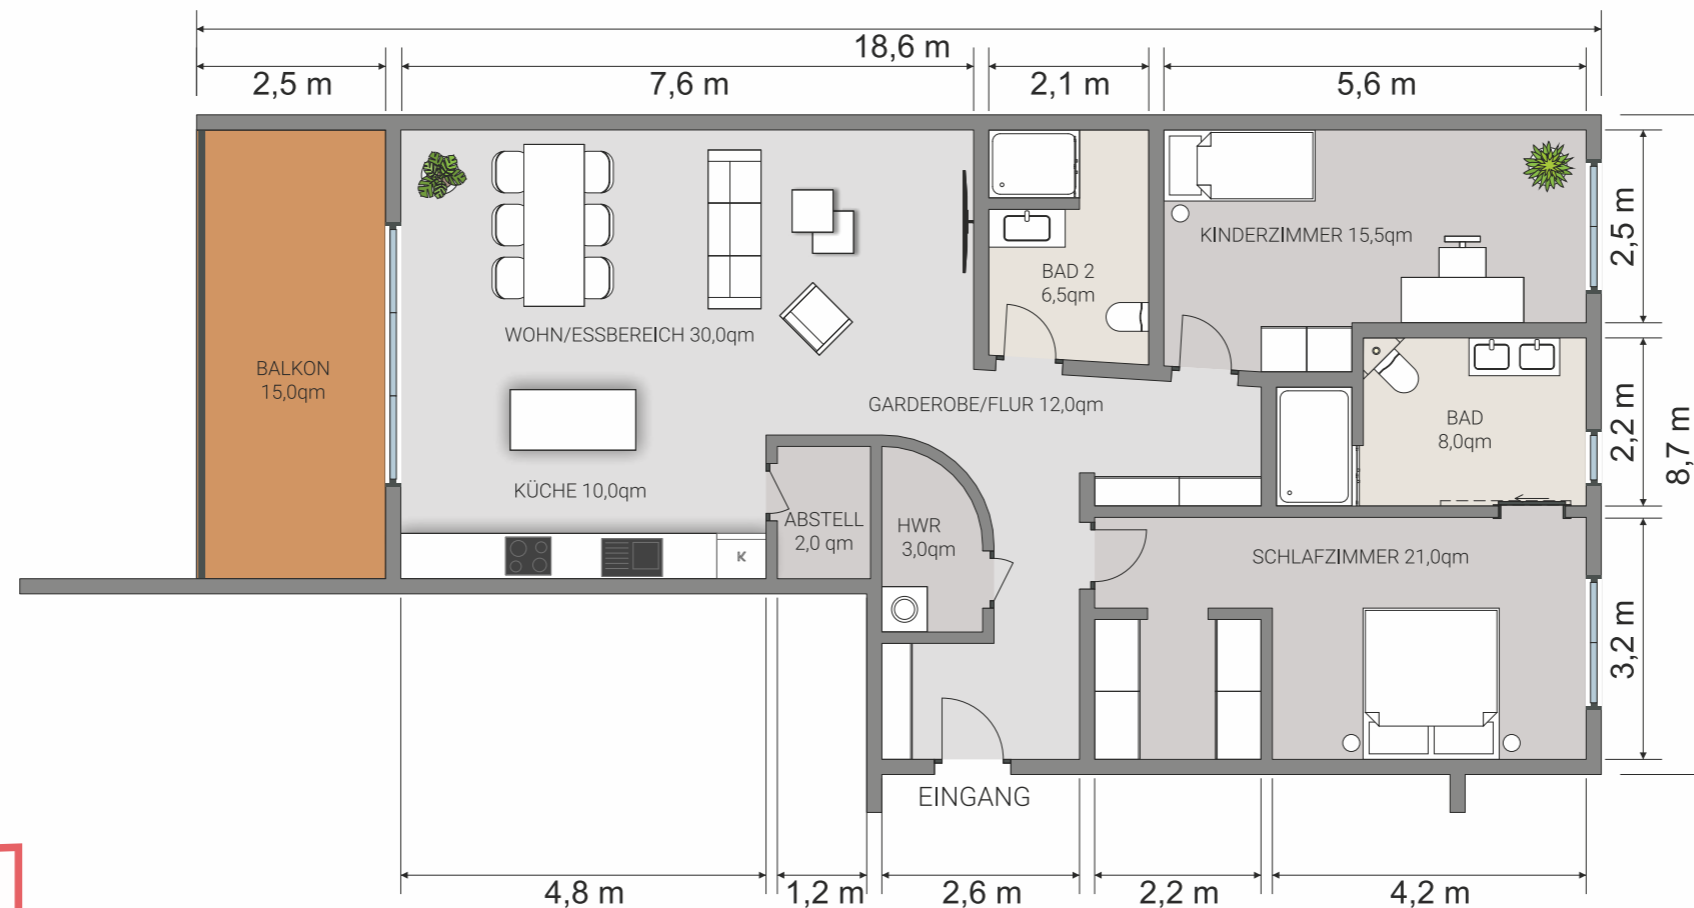 18,6 m
2,5 m
7,6 m
2,1 m
5,6 m
2,5 m
KINDERZIMMER 15,5qm
BAD 2
6,5qm
WOHN/ESSBEREICH 30,0qm
BALKON
15,0qm
GARDEROBE/FLUR 12,0qm
BAD
8,0qm
2,2 m
8,7 m
KÜCHE 10,0qm
ABSTELL
2,0 qm
HWR
3,0qm
K
SCHLAFZIMMER 21,0qm
3,2 m
EINGANG
4,8 m
1,2 m
2,6 m
2,2 m
4,2 m